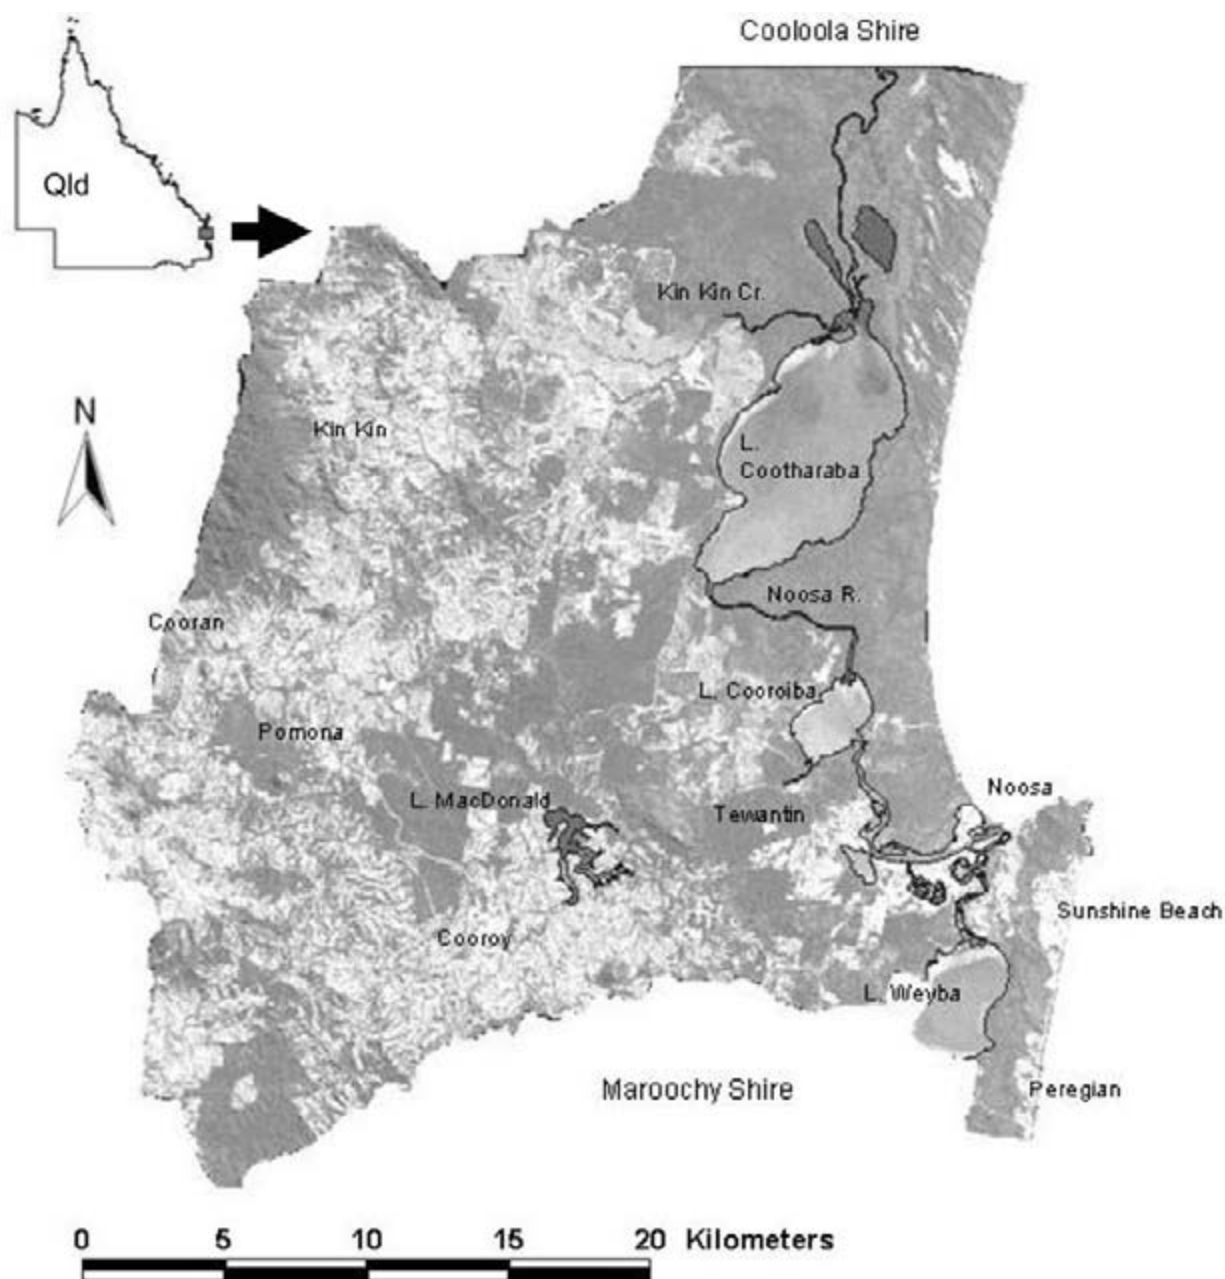 Cooloola Shire
Qld
Kin Kin Cr.
N
Kin Kin
L.
Cootharaba
Noosa R.
Cooran
L. Cooroiba
Pomona
Noosa
L. MacDonald
Tewantin
Sunshine Beach
Cooroy
L. Weyba
Maroochy Shire
Peregian
0 5 10 15 20 Kilometers